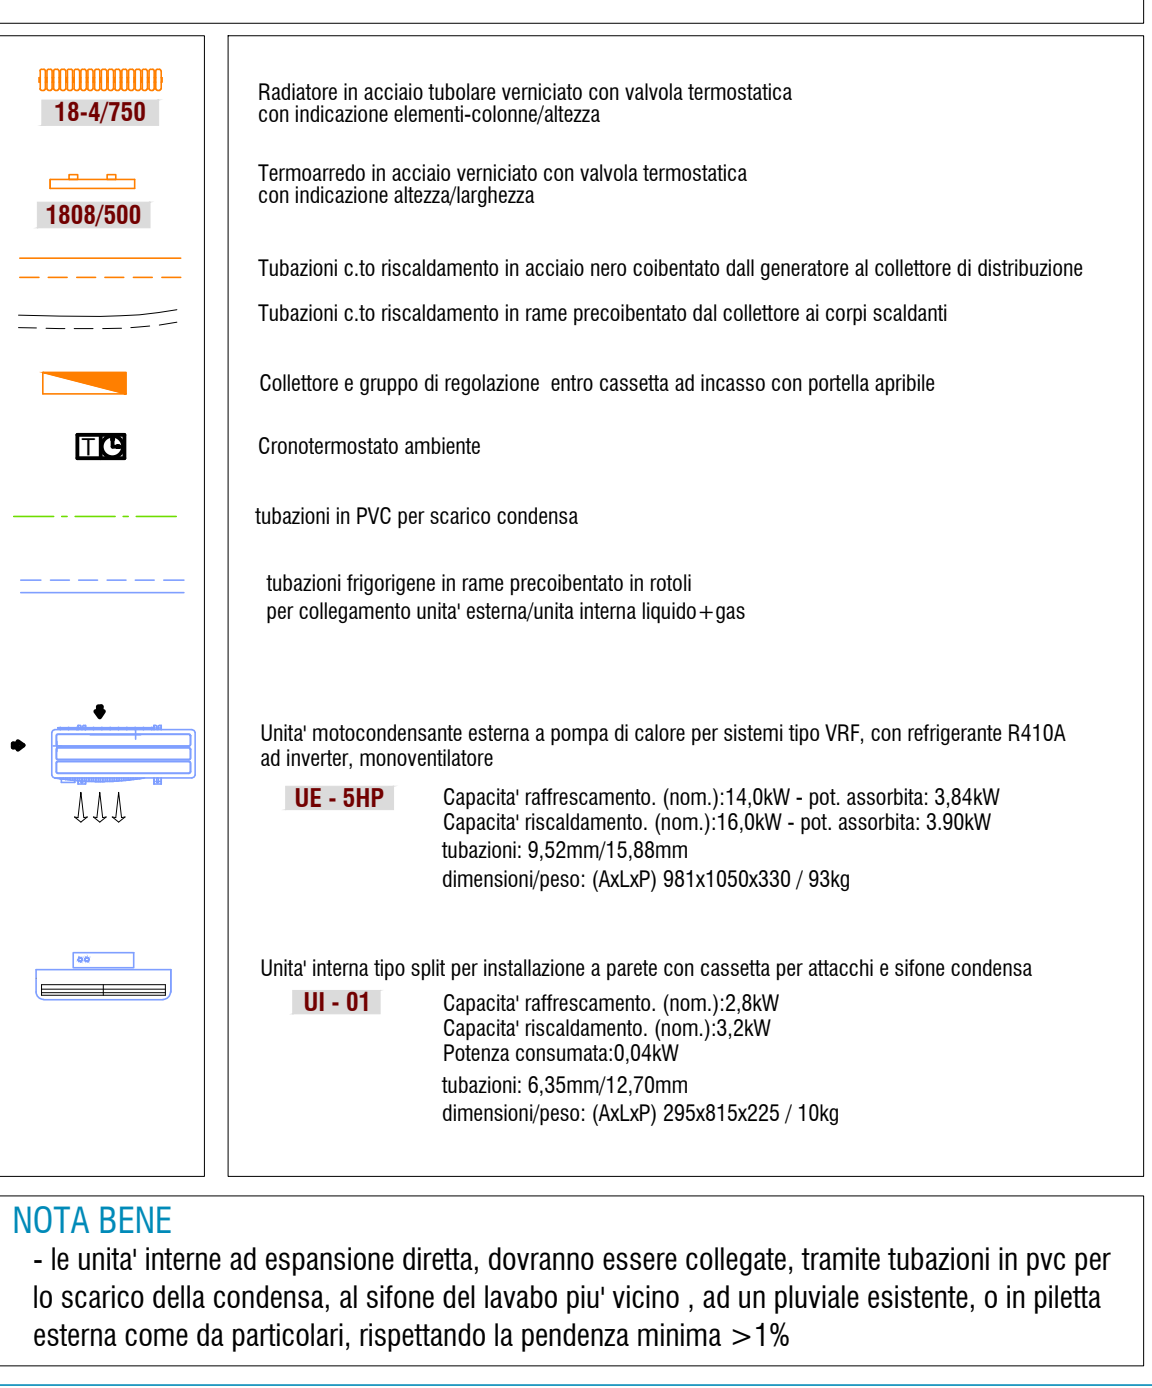 18-4/750
Radiatore in acciaio tubolare verniciato con valvola termostatica
con indicazione elementi-colonne/altezza
1808/500
Termoarredo in acciaio verniciato con valvola termostatica
con indicazione altezza/larghezza
Tubazioni c.to riscaldamento in acciaio nero coibentato dall generatore al collettore di distribuzione
Tubazioni c.to riscaldamento in rame precoibentato dal collettore ai corpi scaldanti
Collettore e gruppo di regolazione entro cassetta ad incasso con portella apribile
T
Cronotermostato ambiente
tubazioni in PVC per scarico condensa
tubazioni frigorigene in rame precoibentato in rotoli
per collegamento unita' esterna/unita interna liquido+gas
Unita' motocondensante esterna a pompa di calore per sistemi tipo VRF, con refrigerante R410A
ad inverter, monoventilatore
UE - 5HP
Capacita' raffrescamento. (nom.):14,0kW - pot. assorbita: 3,84kW
Capacita' riscaldamento. (nom.):16,0kW - pot. assorbita: 3.90kW
tubazioni: 9,52mm/15,88mm
dimensioni/peso: (AxLxP) 981x1050x330 / 93kg
Unita' interna tipo split per installazione a parete con cassetta per attacchi e sifone condensa
UI - 01
Capacita' raffrescamento. (nom.):2,8kW
Capacita' riscaldamento. (nom.):3,2kW
Potenza consumata:0,04kW
tubazioni: 6,35mm/12,70mm
dimensioni/peso: (AxLxP) 295x815x225 / 10kg
NOTA BENE
- le unita' interne ad espansione diretta, dovranno essere collegate, tramite tubazioni in pvc per
lo scarico della condensa, al sifone del lavabo piu' vicino , ad un pluviale esistente, o in piletta
esterna come da particolari, rispettando la pendenza minima >1%